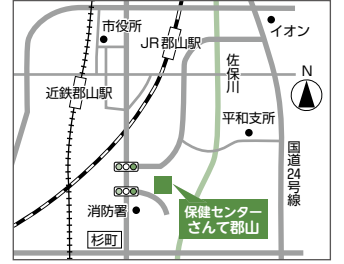 市役所
JR郡山駅
イオン
佐保川
N
近鉄郡山駅
平和支所
国道24号線
消防署
保健センター
さんて郡山
杉町